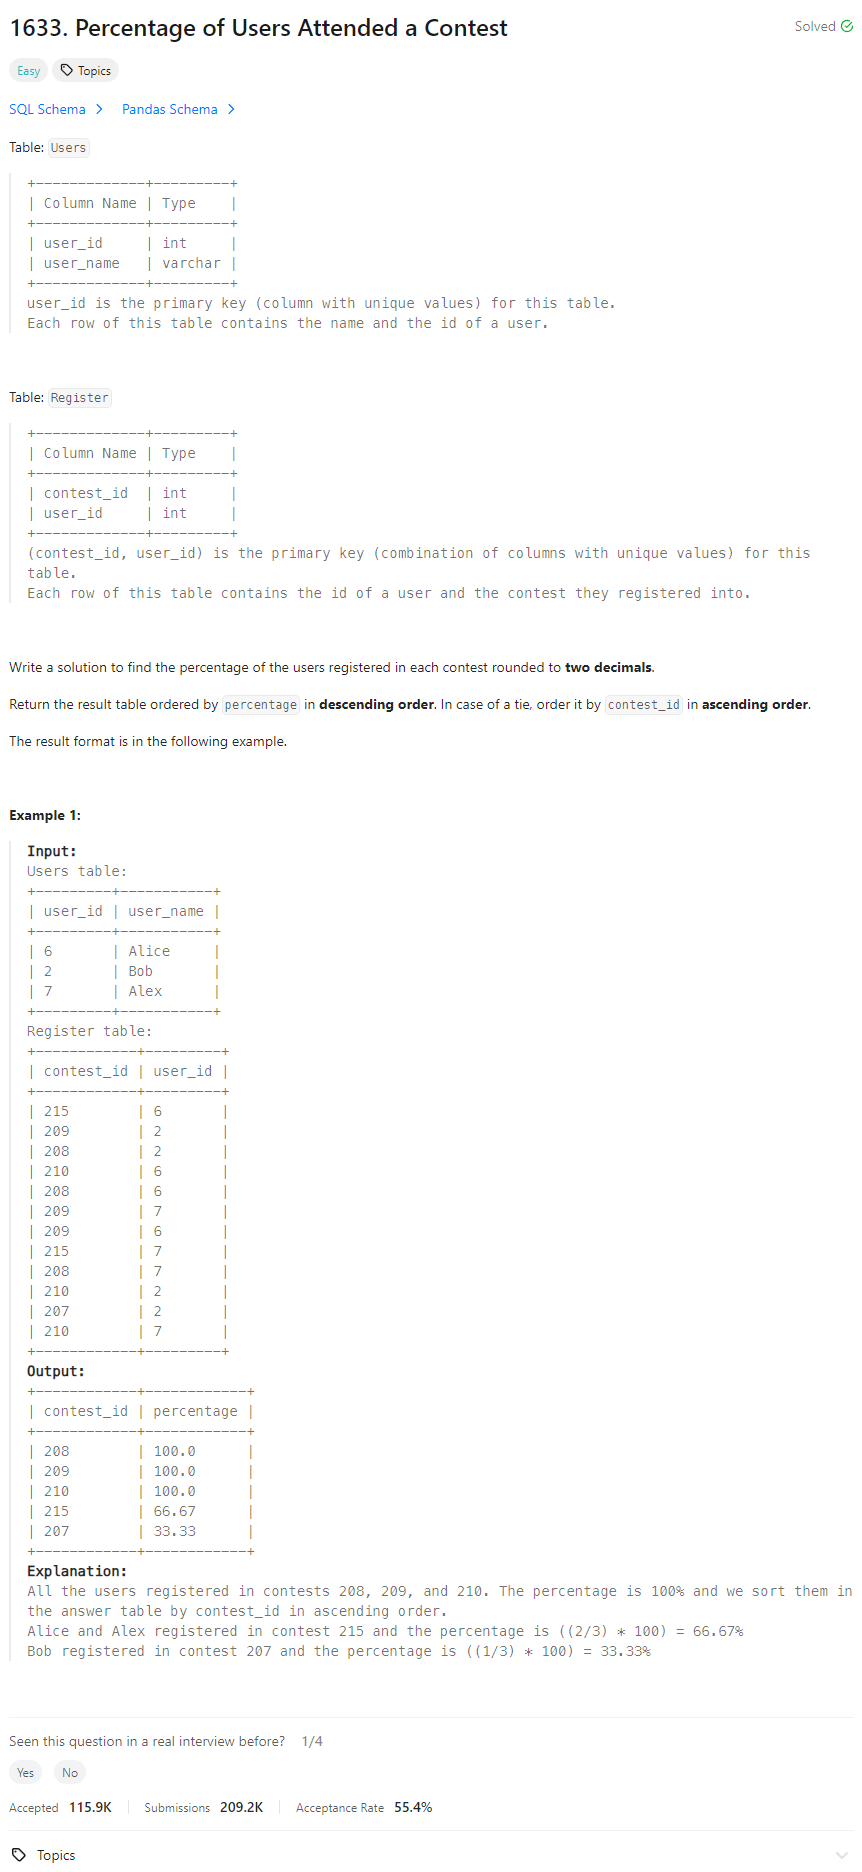 1633. Percentage of Users Attended a Contest
Solved
Easy
Topics
SQL Schema > Pandas Schema >
Table: Users
+-------------+---------+
| Column Name | Type    |
+-------------+---------+
| user_id     | int     |
| user_name   | varchar |
+-------------+---------+
user_id is the primary key (column with unique values) for this table.
Each row of this table contains the name and the id of a user.
Table: Register
+-------------+---------+
| Column Name | Type    |
+-------------+---------+
| contest_id  | int     |
| user_id     | int     |
+-------------+---------+
(contest_id, user_id) is the primary key (combination of columns with unique values) for this
table.
Each row of this table contains the id of a user and the contest they registered into.
Write a solution to find the percentage of the users registered in each contest rounded to two decimals.
Return the result table ordered by percentage in descending order. In case of a tie, order it by contest_id in ascending order.
The result format is in the following example.
Example 1:
Input:
Users table:
+---------+-----------+
| user_id | user_name |
+---------+-----------+
| 6       | Alice     |
| 2       | Bob       |
| 7       | Alex      |
+---------+-----------+
Register table:
+------------+---------+
| contest_id | user_id |
+------------+---------+
| 215        | 6       |
| 209        | 2       |
| 208        | 2       |
| 210        | 6       |
| 208        | 6       |
| 209        | 7       |
| 209        | 6       |
| 215        | 7       |
| 208        | 7       |
| 210        | 2       |
| 207        | 2       |
| 210        | 7       |
+------------+---------+
Output:
+------------+------------+
| contest_id | percentage |
+------------+------------+
| 208        | 100.0      |
| 209        | 100.0      |
| 210        | 100.0      |
| 215        | 66.67      |
| 207        | 33.33      |
+------------+------------+
Explanation:
All the users registered in contests 208, 209, and 210. The percentage is 100% and we sort them in
the answer table by contest_id in ascending order.
Alice and Alex registered in contest 215 and the percentage is ((2/3) * 100) = 66.67%
Bob registered in contest 207 and the percentage is ((1/3) * 100) = 33.33%
Seen this question in a real interview before? 1/4
Yes No
Accepted 115.9K | Submissions 209.2K | Acceptance Rate 55.4%
Topics